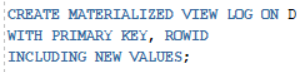 CREATE MATERIALIZED VIEW LOG ON D
WITH PRIMARY KEY, ROWID
INCLUDING NEW VALUES;